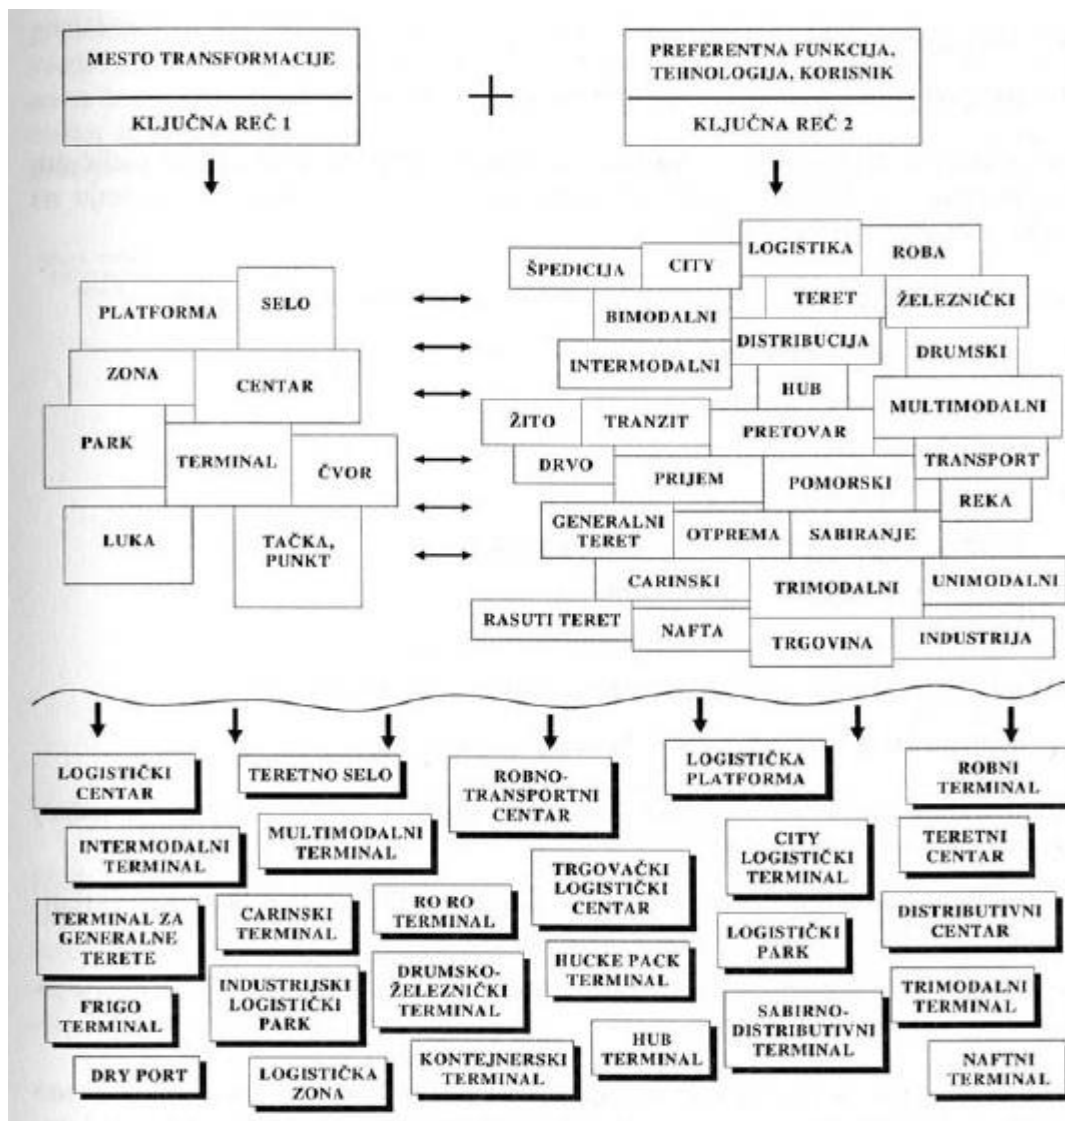 MESTO TRANSFORMACIJE
KLJUČNA REČ 1
+
PREFERENTNA FUNKCIJA,
TEHNOLOGIJA, KORISNIK
KLJUČNA REČ 2
PLATFORMA
SELO
ZONA
CENTAR
PARK
TERMINAL
ČVOR
LUKA
TAČKA,
PUNKT
ŠPEDICIJA
CITY
LOGISTIKA
ROBA
BIMODALNI
TERET
ŽELEZNIČKI
INTERMODALNI
DISTRIBUCIJA
DRUMSKI
HUB
MULTIMODALNI
ŽITO
TRANZIT
PRETOVAR
DRVO
PRIJEM
POMORSKI
TRANSPORT
REKA
GENERALNI
TERET
OTPREMA
SABIRANJE
CARINSKI
TRIMODALNI
UNIMODALNI
RASUTI TERET
NAFTA
TRGOVINA
INDUSTRIJA
LOGISTIČKI
CENTAR
TERETNO SELO
ROBNO-
TRANSPORTNI
CENTAR
LOGISTIČKA
PLATFORMA
ROBNI
TERMINAL
INTERMODALNI
TERMINAL
MULTIMODALNI
TERMINAL
TRGOVAČKI
LOGISTIČKI
CENTAR
CITY
LOGISTIČKI
TERMINAL
TERETNI
CENTAR
TERMINAL ZA
GENERALNE
TERETE
CARINSKI
TERMINAL
RO RO
TERMINAL
LOGISTIČKI
PARK
DISTRIBUTIVNI
CENTAR
FRIGO
TERMINAL
INDUSTRIJSKI
LOGISTIČKI
PARK
DRUMSKO-
ŽELEZNIČKI
TERMINAL
HUCKE PACK
TERMINAL
SABIRNO-
DISTRIBUTIVNI
TERMINAL
TRIMODALNI
TERMINAL
DRY PORT
LOGISTIČKA
ZONA
KONTEJNERSKI
TERMINAL
HUB
TERMINAL
NAFTNI
TERMINAL